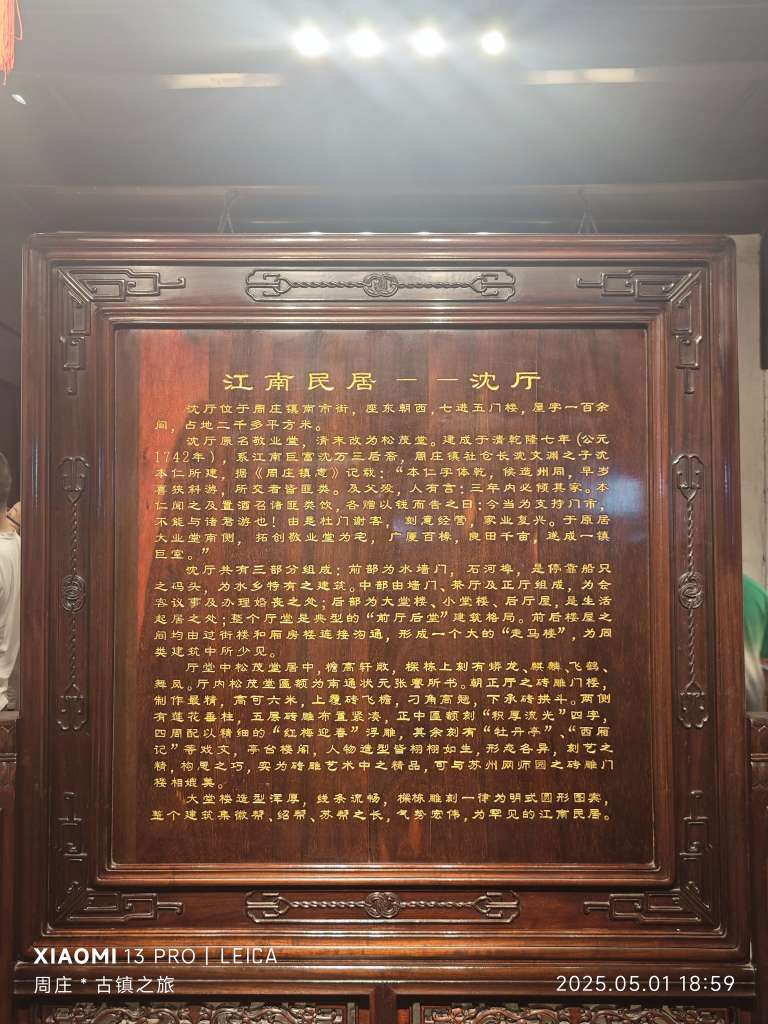 江南民居——沈厅
沈厅位于周庄镇南市街，座东朝西，七进五门楼，屋宇一百余
间，占地二千多平方米。
沈厅原名敬业堂，清末改为松茂堂。建成于清乾隆七年(公元
1742年)，系江南巨富沈万三后裔，周庄镇社仓长沈文渊之子沈
本仁所建，据《周庄镇志》记载：“本仁字体乾，侯选州同，早岁
喜狭斜游，所交者皆匪类。及父殁，人有言：三年内必倾其家。本
仁闻之及置酒召诸匪类饮，各赠以钱而告之曰：今当为支持门市，
不能与诸君游也！由是杜门谢客，刻意经营，家业复兴。于原居
大业堂南侧，拓创敬业堂为宅，广厦百椽，良田千亩，遂成一镇
巨室。”
沈厅共有三部分组成：前部为水墙门，石河埠，是停靠船只
之码头，为水乡特有之建筑。中部由墙门、茶厅及正厅组成，为会
客议事及办理婚丧之处；后部为大堂楼、小堂楼、后厅屋，是生活
起居之处；整个厅堂是典型的“前厅后堂”建筑格局。前后楼屋之
间均由过街楼和厢房楼连接沟通，形成一个大的“走马楼”，为同
类建筑中所少见。
厅堂中松茂堂居中，檐高轩敞，樑栋上刻有蟒龙、麒麟、飞鹤、
舞凤。厅内松茂堂匾额为南通状元张謇所书。朝正厅之砖雕门楼，
制作最精，高可六米，上覆砖飞檐，刁角高翘，下承砖拱斗。两侧
有莲花垂柱，五层砖雕布置紧凑，正中匾额刻“积厚流光”四字，
四周配以精细的“红梅迎春”浮雕，其余刻有“牡丹亭”、“西厢
记”等戏文，亭台楼阁，人物造型皆栩栩如生，形态各异，刻艺之
精，构思之巧，实为砖雕艺术中之精品，可与苏州网师园之砖雕门
楼相媲美。
大堂楼造型浑厚，线条流畅，樑栋雕刻一律为明式圆形图案，
整个建筑集徽帮、绍帮、苏帮之长，气势宏伟，为罕见的江南民居。
XIAOMI 13 PRO | LEICA
周庄 * 古镇之旅
2025.05.01 18:59